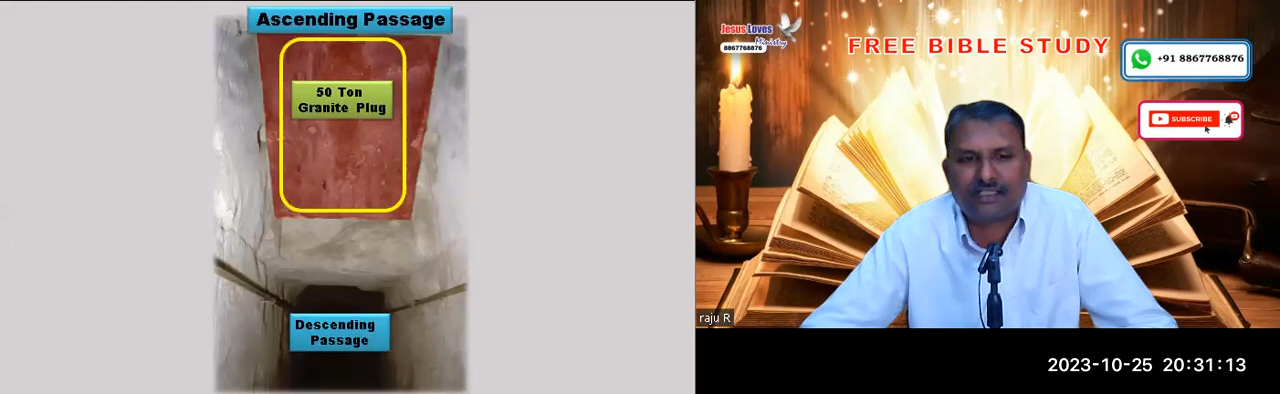 Ascending Passage
50 Ton
Granite Plug
Descending
Passage
Jesus Loves
Ministry
8867768876
FREE BIBLE STUDY
+91 8867768876
SUBSCRIBE
raju R
2023-10-25 20:31:13